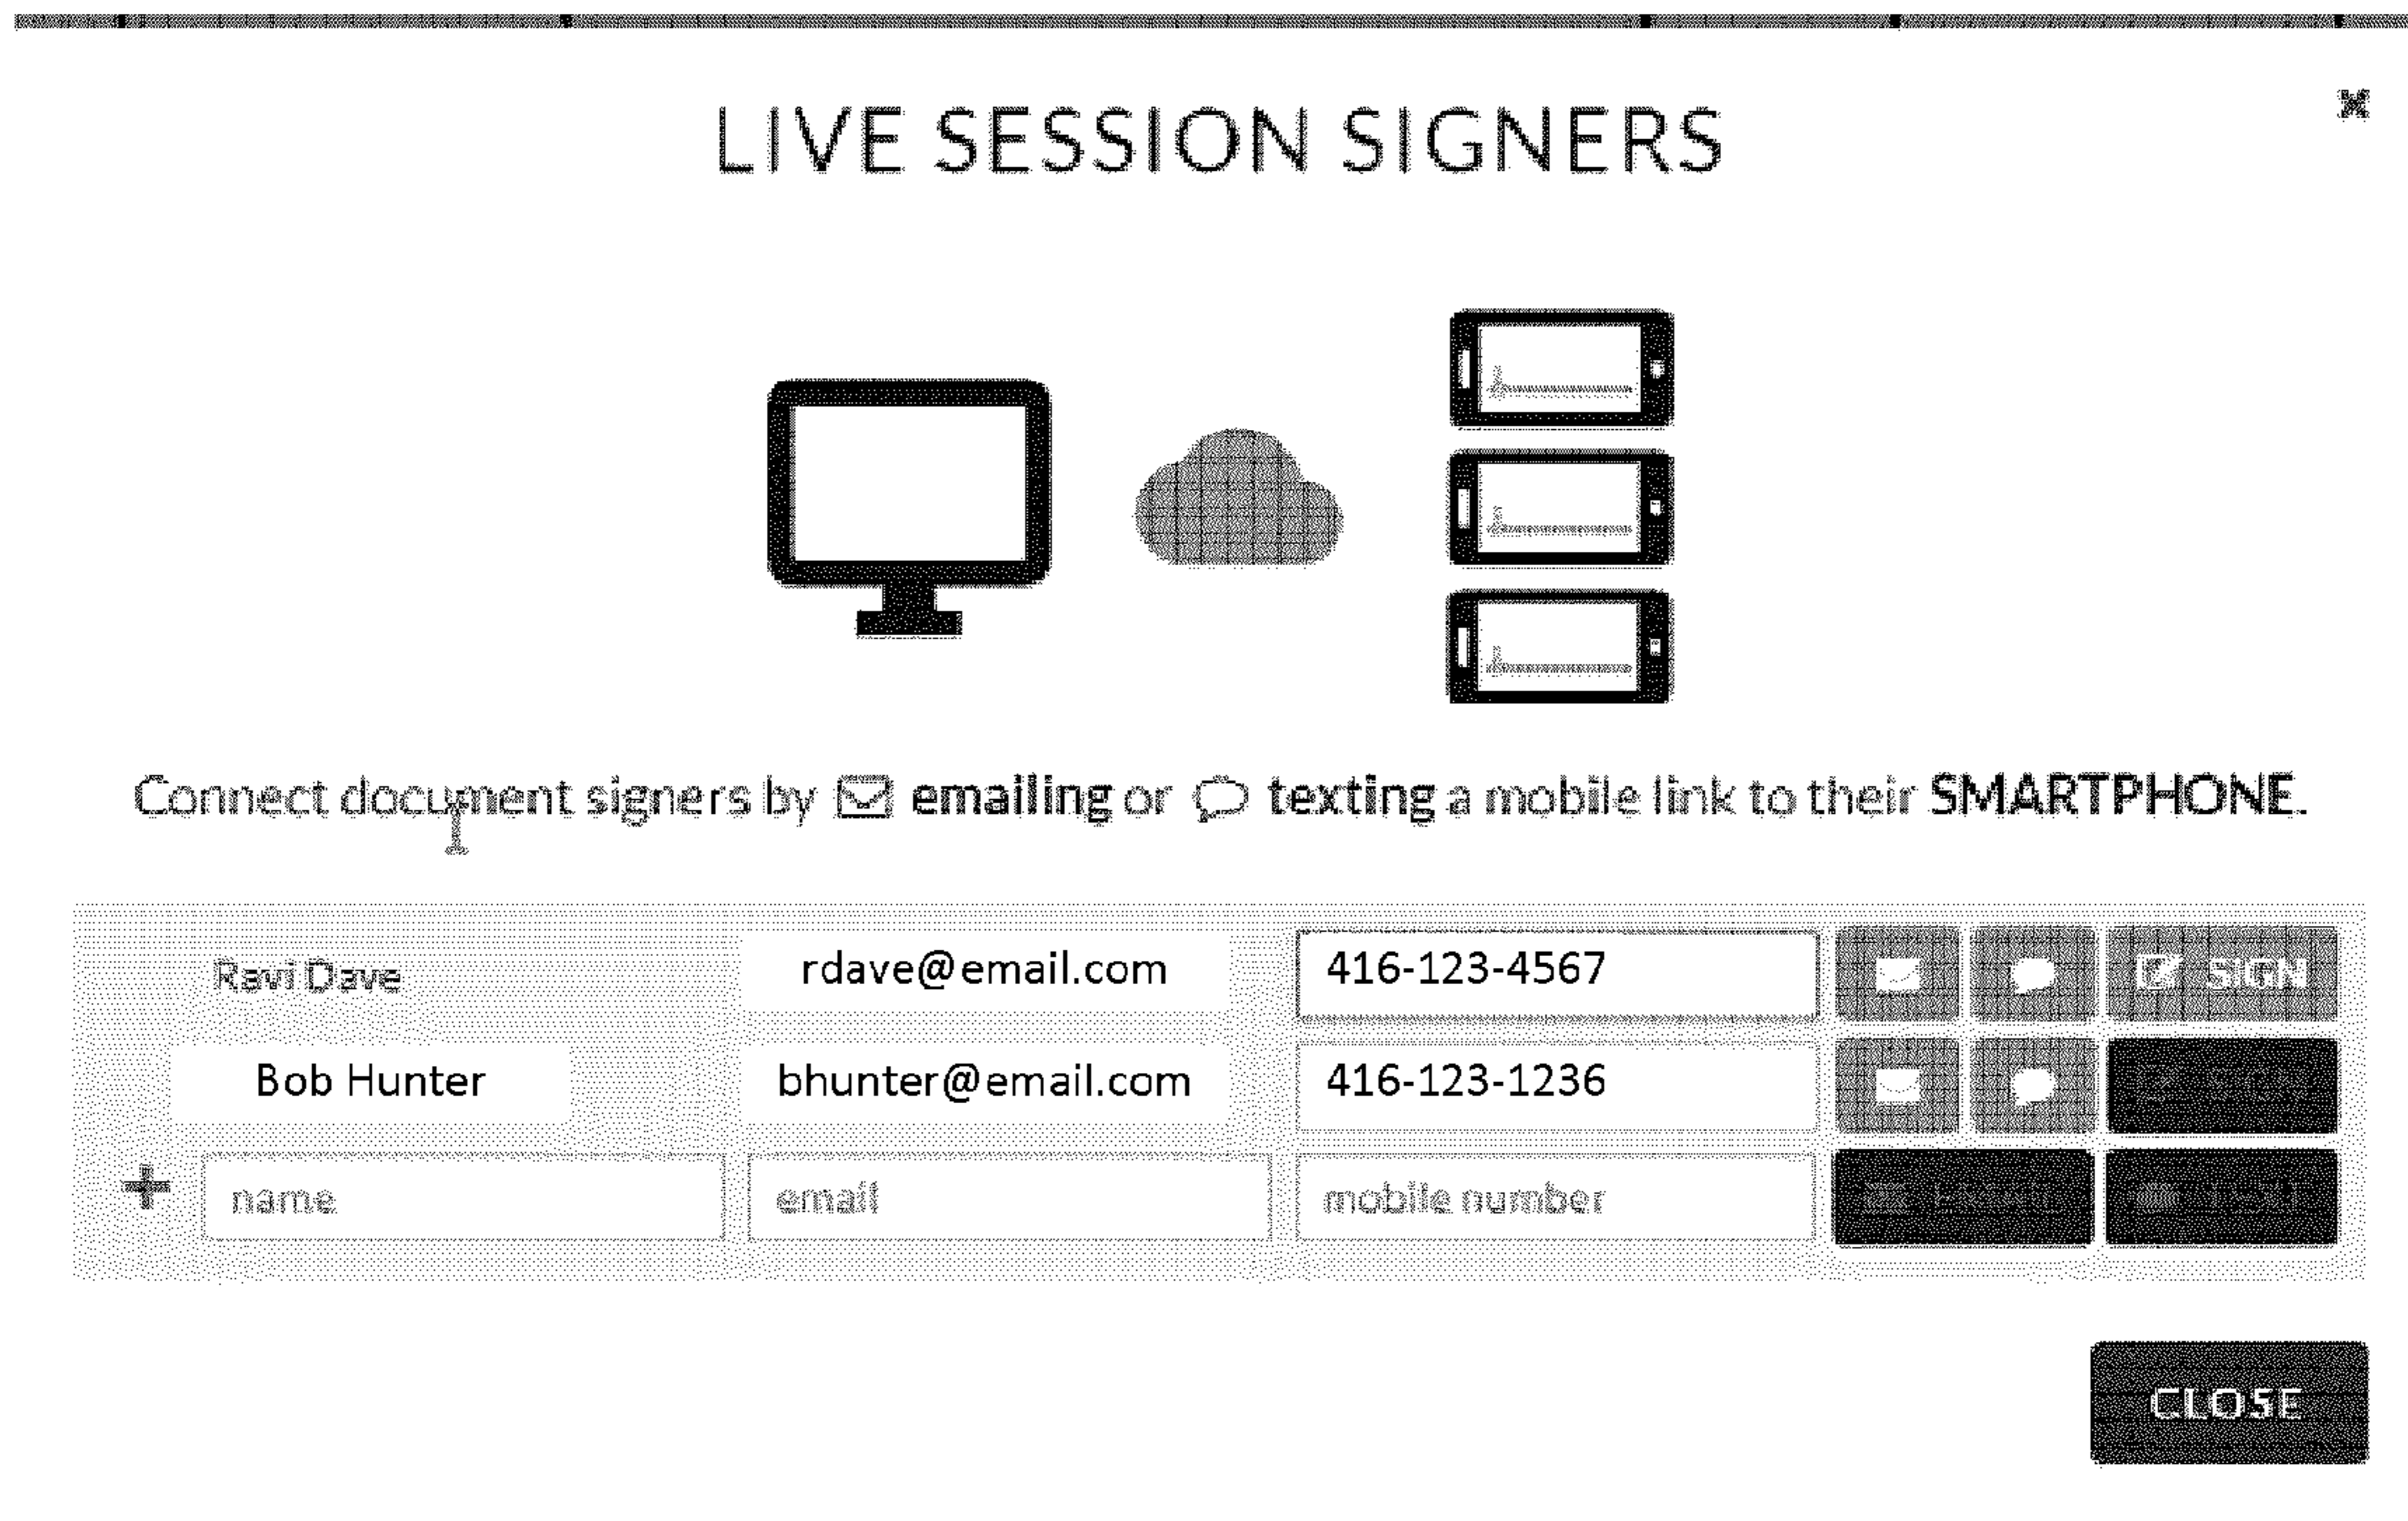 LIVE SESSION SIGNERS
Connect document signers by emailing or texting a mobile link to their SMARTPHONE.
Ravi Dave rdave@email.com 416-123-4567 SIGN
Bob Hunter bhunter@email.com 416-123-1236
name email mobile number
CLOSE